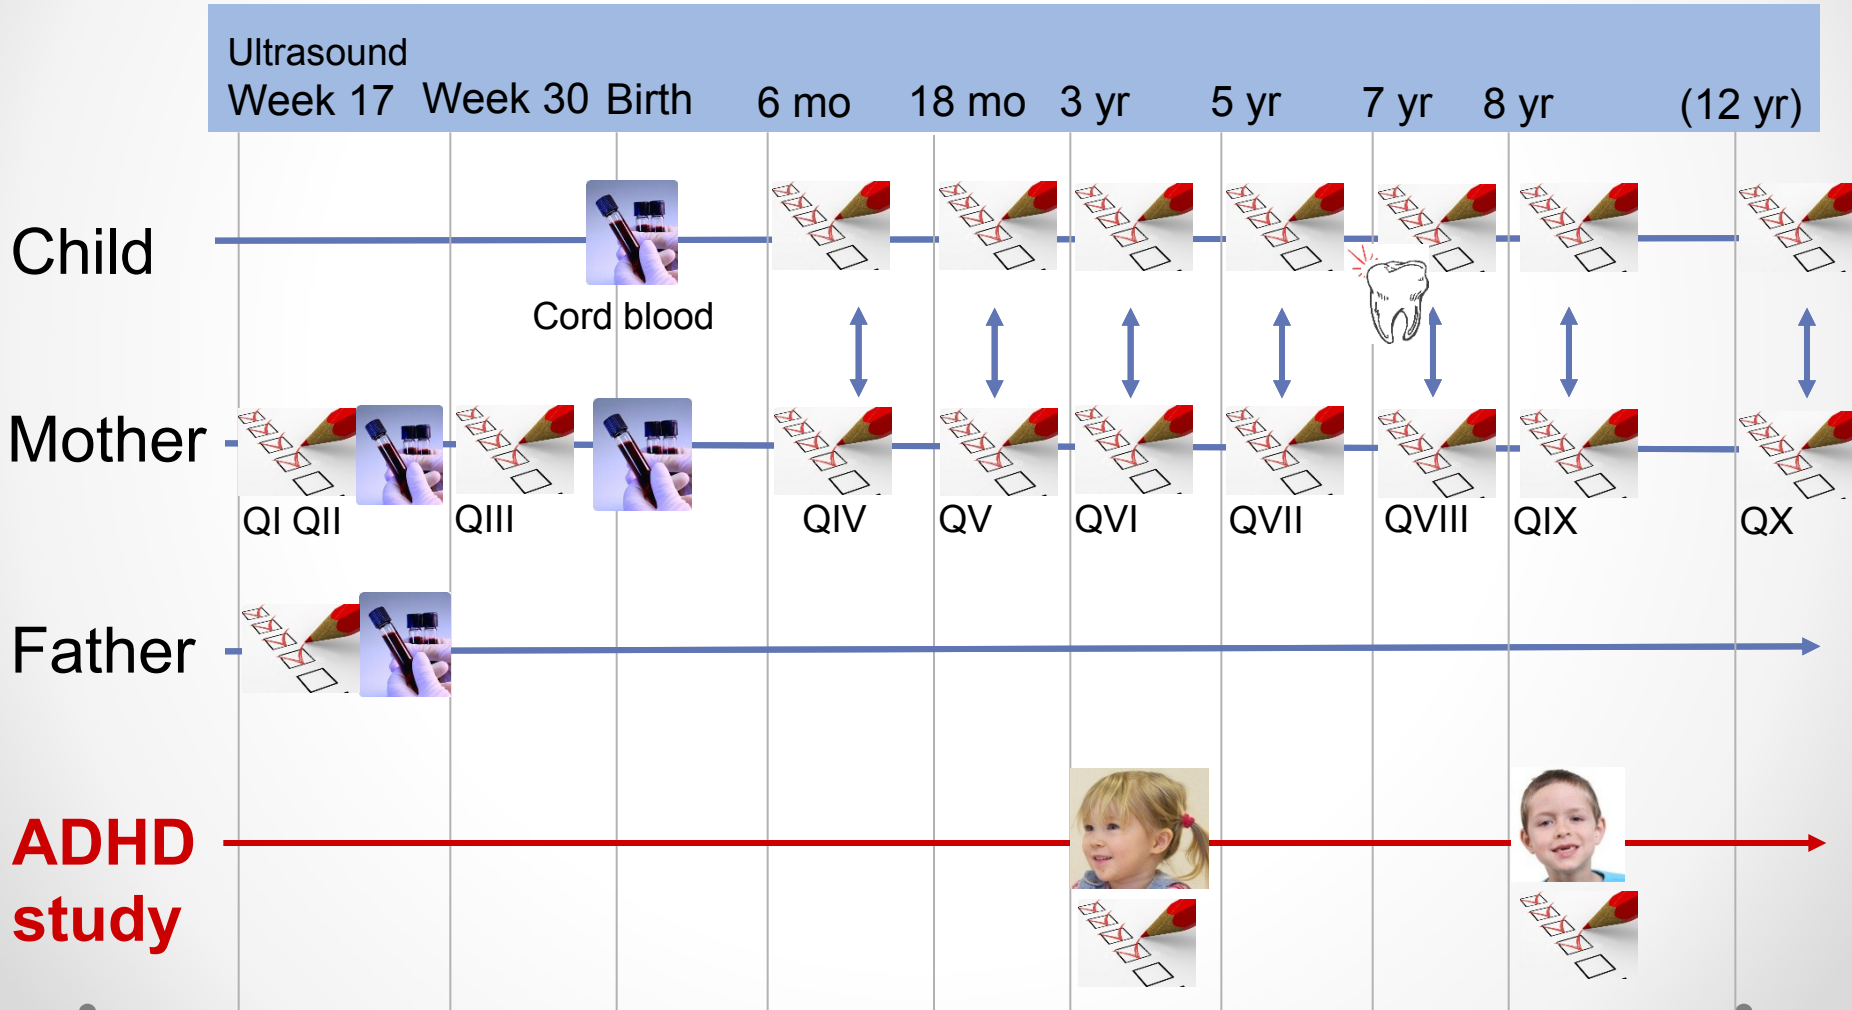 Ultrasound
Week 17 Week 30 Birth 6 mo 18 mo 3 yr 5 yr 7 yr 8 yr (12 yr)
Child
Cord blood
Mother
QI QII QIII QIV QV QVI QVII QVIII QIX QX
Father
ADHD
study